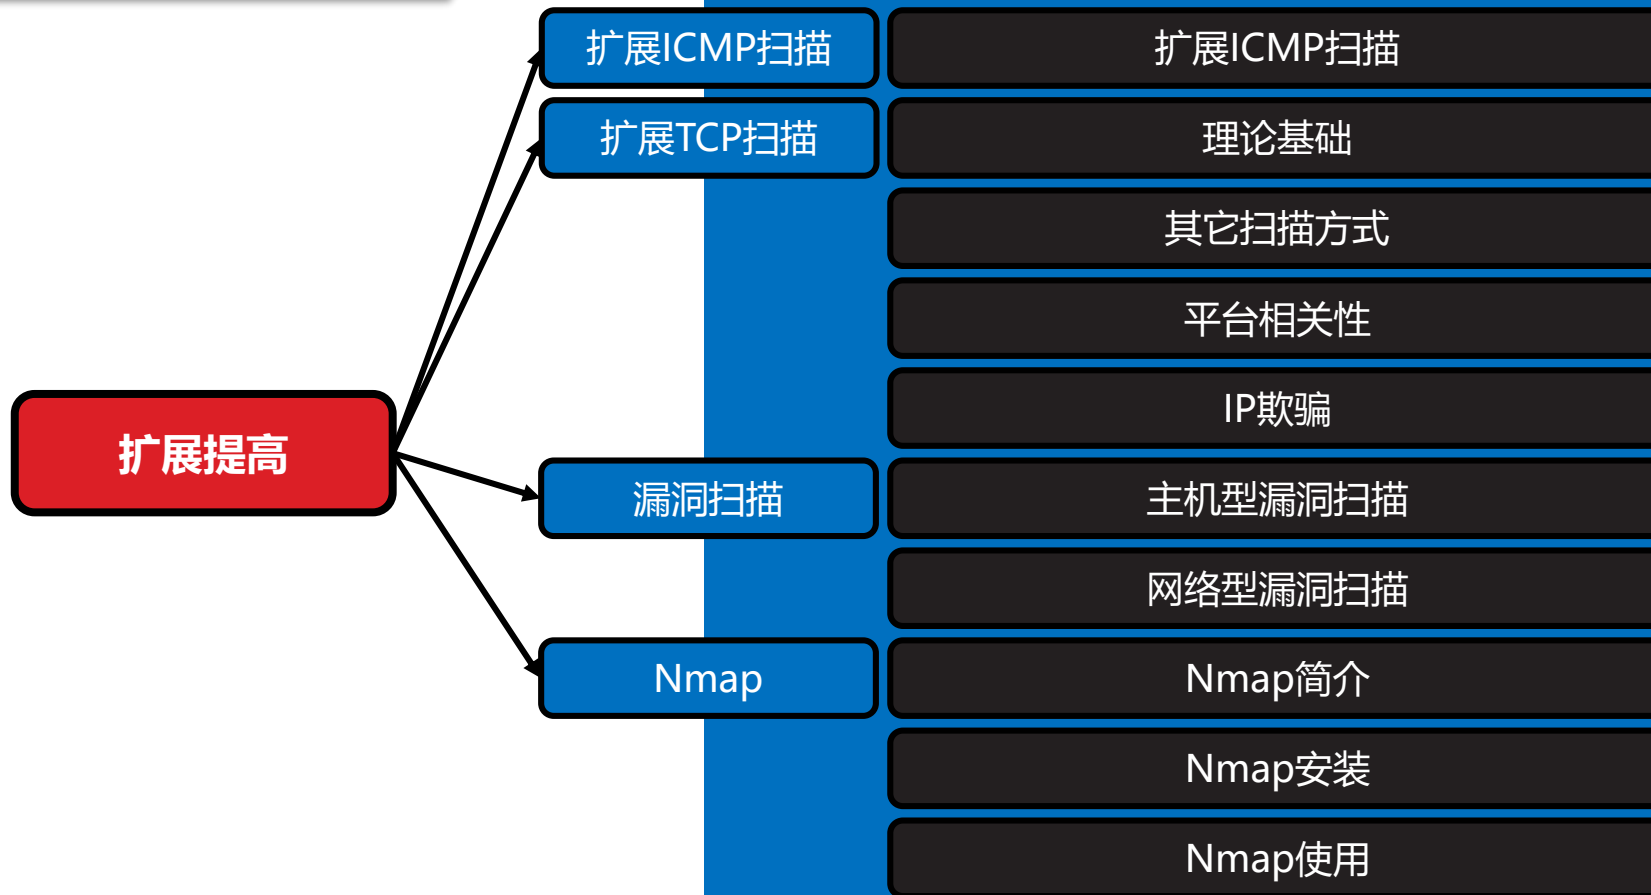 扩展ICMP扫描
扩展ICMP扫描
扩展TCP扫描
理论基础
其它扫描方式
平台相关性
IP欺骗
扩展提高
漏洞扫描
主机型漏洞扫描
网络型漏洞扫描
Nmap
Nmap简介
Nmap安装
Nmap使用